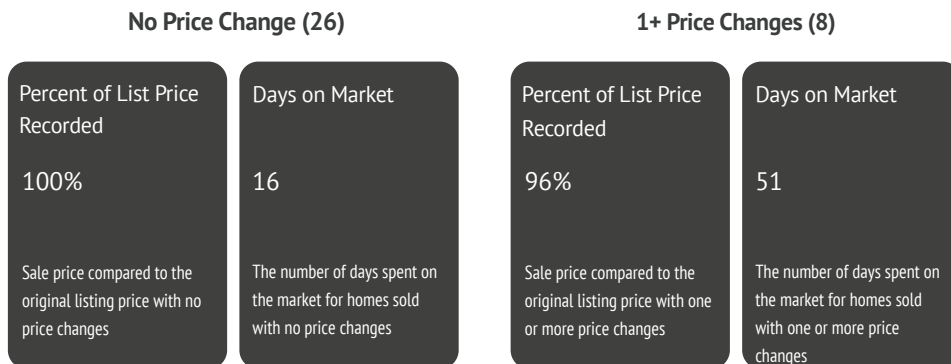 No Price Change (26)
Percent of List Price
Recorded
100%
Sale price compared to the
original listing price with no
price changes
Days on Market
16
The number of days spent on
the market for homes sold
with no price changes
1+ Price Changes (8)
Percent of List Price
Recorded
96%
Sale price compared to the
original listing price with one
or more price changes
Days on Market
51
The number of days spent on
the market for homes sold
with one or more price
changes